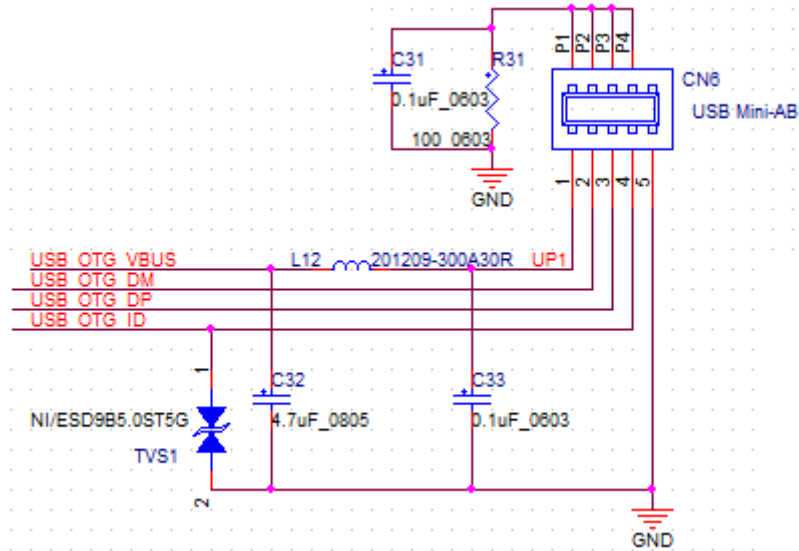 P1
P2
P3
P4
C31
R31
CN6
0.1uF_0603
USB Mini-AB
100_0603
GND
1
2
3
4
5
USB_OTG_VBUS
L12
201209-300A30R
UP1
USB_OTG_DM
USB_OTG_DP
USB_OTG_ID
1
C32
C33
NI/ESD9B5.0ST5G
4.7uF_0805
0.1uF_0603
TVS1
2
GND